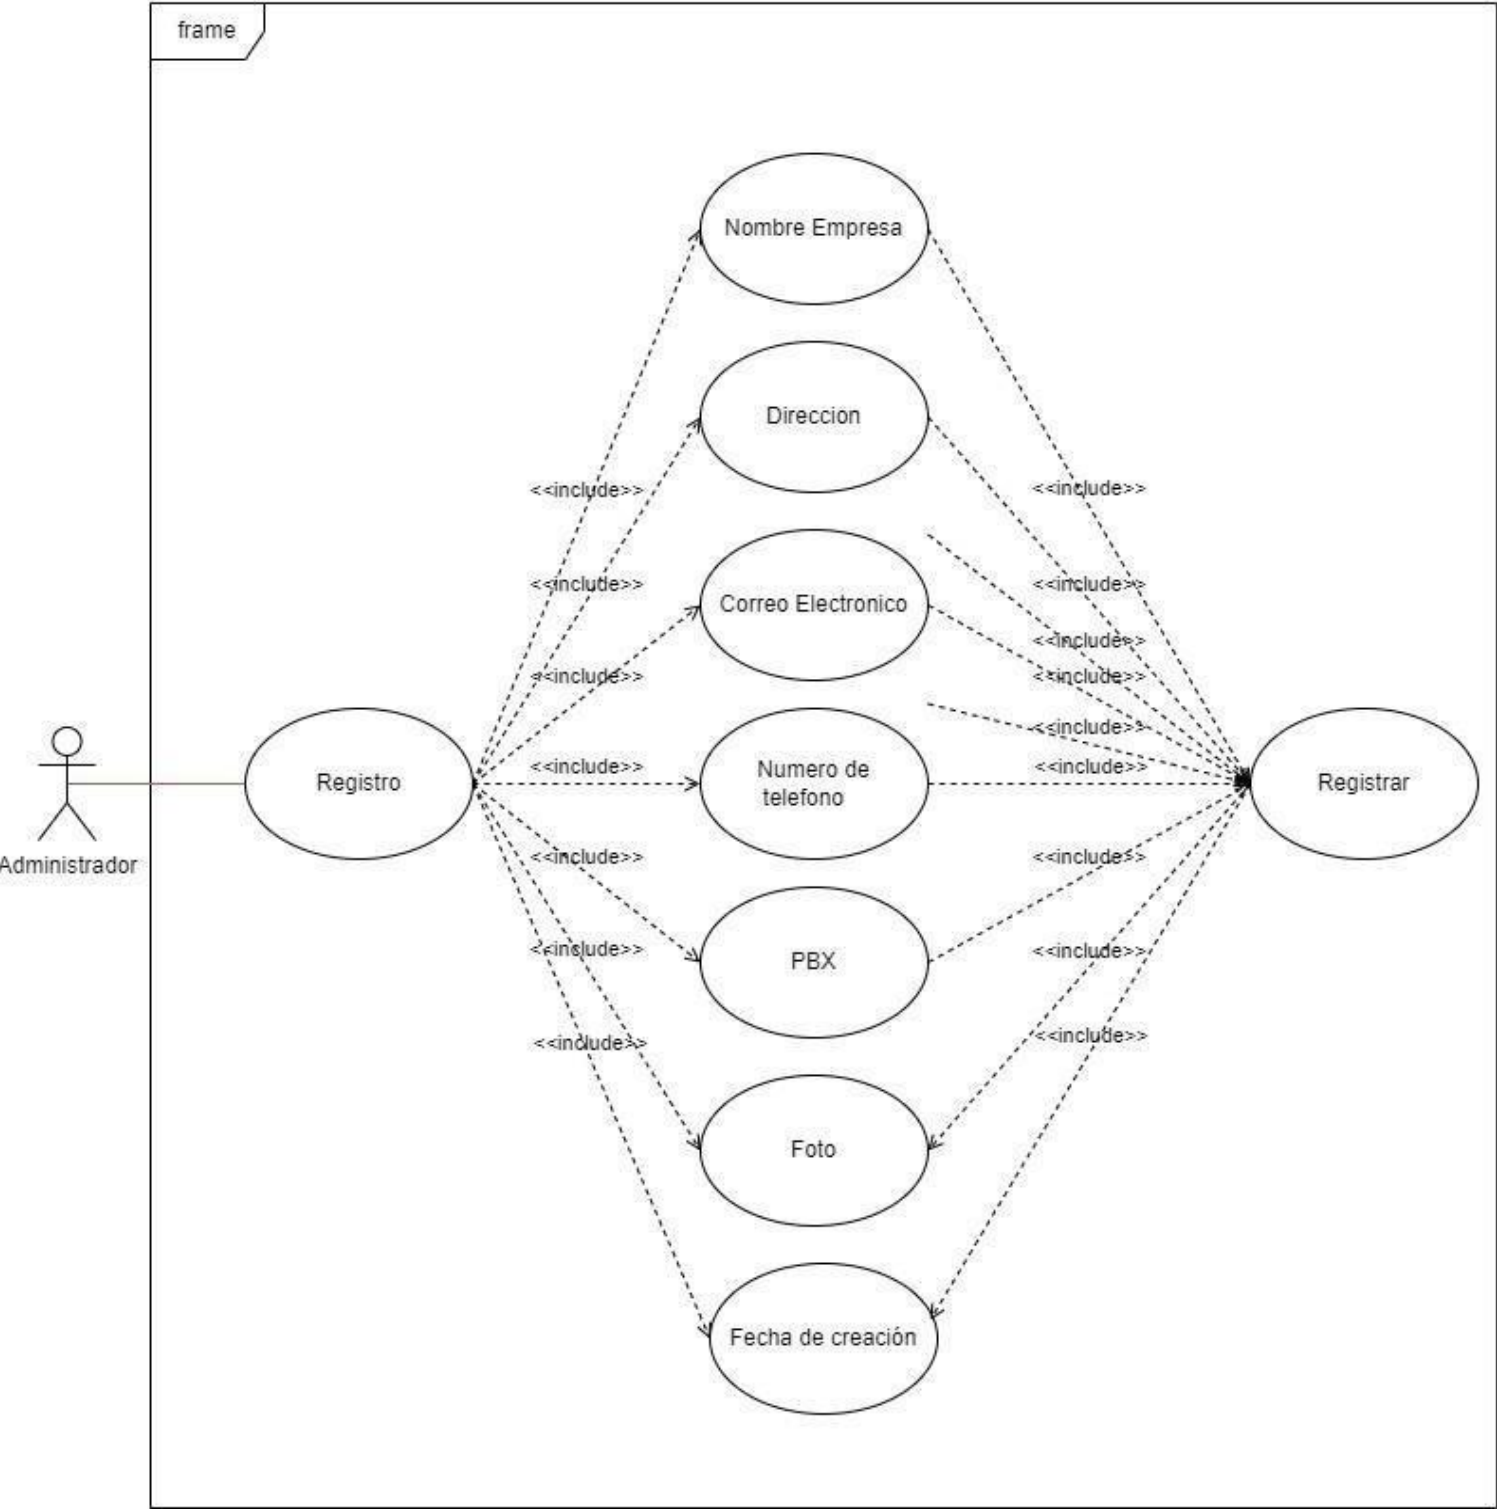 frame
Nombre Empresa
Direccion
<<include>>
<<include>>
<<include>>
<<include>>
Correo Electronico
<<include>>
<<include>>
<<include>>
<<include>>
<<include>>
<<include>>
Administrador
Registro
Numero de
telefono
Registrar
<<include>>
<<include>>
PBX
<<include>>
<<include>>
<<include>>
<<include>>
Foto
Fecha de creación